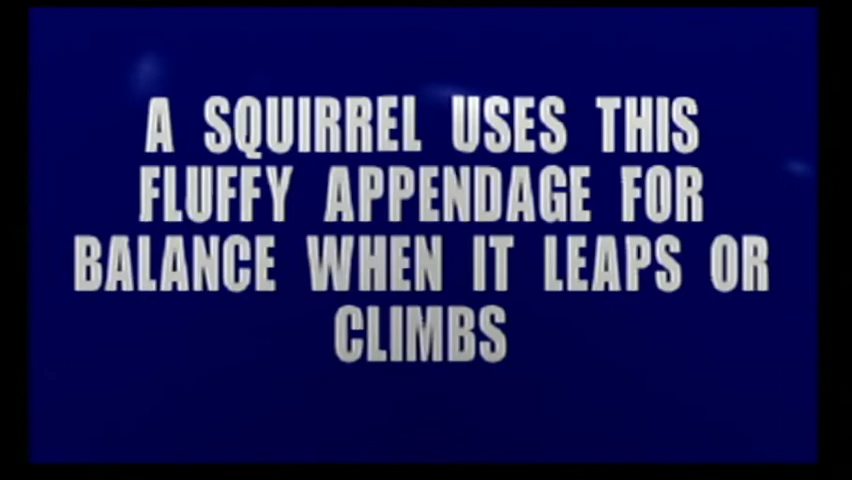 A SQUIRREL USES THIS
FLUFFY APPENDAGE FOR
BALANCE WHEN IT LEAPS OR
CLIMBS